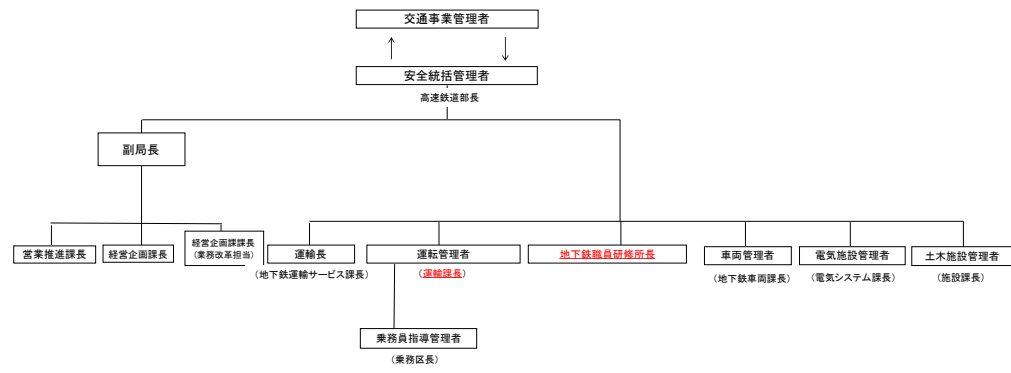 交通事業管理者
安全統括管理者
高速鉄道部長
副局長
営業推進課長
経営企画課長
経営企画課課長
(業務改革担当)
運輸長
(地下鉄運輸サービス課長)
運転管理者
(運輸課長)
地下鉄職員研修所長
車両管理者
(地下鉄車両課長)
電気施設管理者
(電気システム課長)
土木施設管理者
(施設課長)
乗務員指導管理者
(乗務区長)